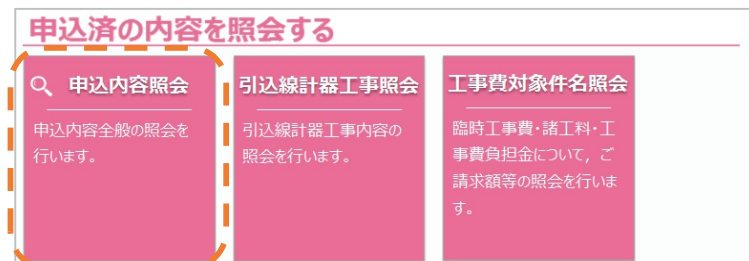 申込済の内容を照会する
申込内容照会
申込内容全般の照会を
行います。
引込線計器工事照会
引込線計器工事内容の
照会を行います。
工事費対象件名照会
臨時工事費・諸工料・工
事費負担金について，ご
請求額等の照会を行いま
す。